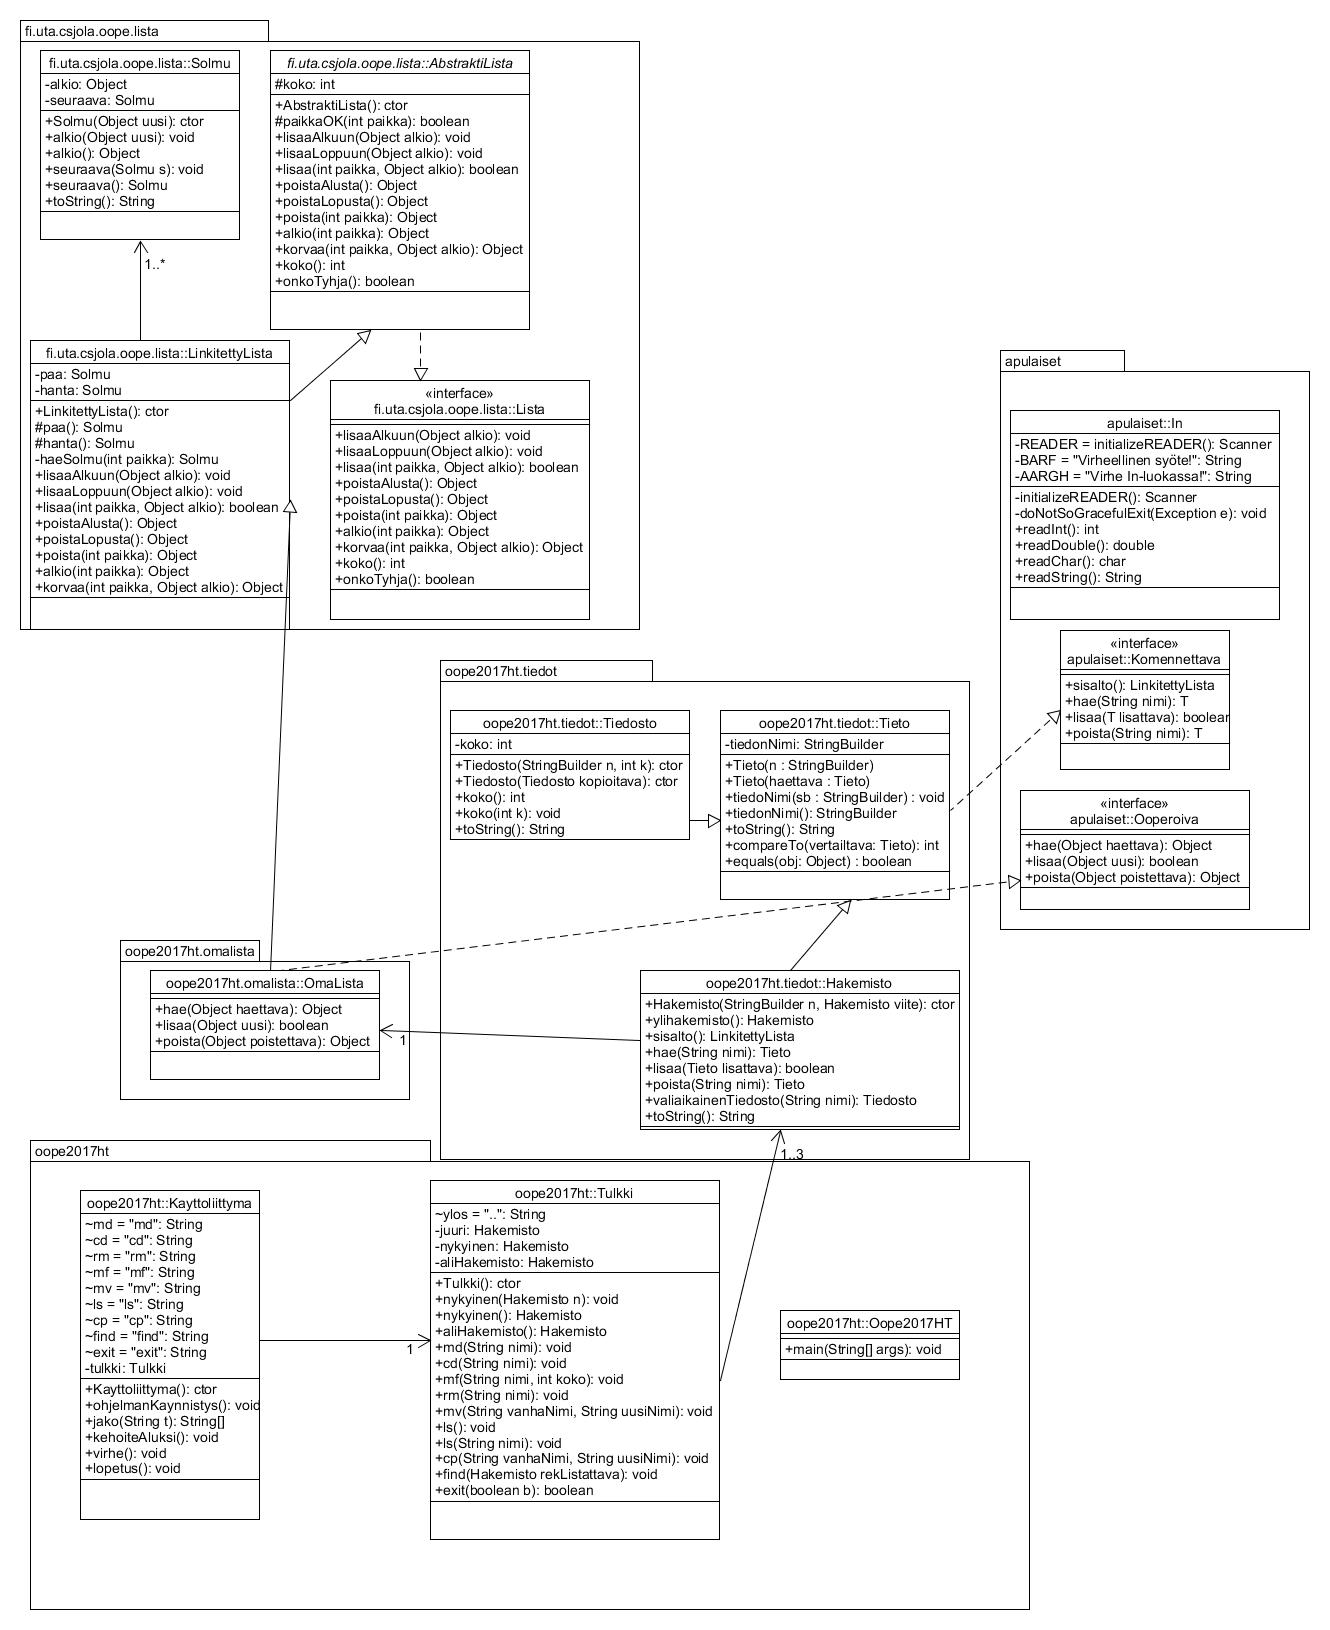 fi.uta.csjola.oope.lista
fi.uta.csjola.oope.lista::Solmu
-alkio: Object
-seuraava: Solmu
+Solmu(Object uusi): ctor
+alkio(Object uusi): void
+alkio(): Object
+seuraava(Solmu s): void
+seuraava(): Solmu
+toString(): String
1..*
fi.uta.csjola.oope.lista::AbstraktiLista
#koko: int
+AbstraktiLista(): ctor
#paikkaOK(int paikka): boolean
+lisaaAlkuun(Object alkio): void
+lisaaLoppuun(Object alkio): void
+lisaa(int paikka, Object alkio): boolean
+poistaAlusta(): Object
+poistaLopusta(): Object
+poista(int paikka): Object
+alkio(int paikka): Object
+korvaa(int paikka, Object alkio): Object
+koko(): int
+onkoTyhja(): boolean
fi.uta.csjola.oope.lista::LinkitettyLista
-paa: Solmu
-hanta: Solmu
+LinkitettyLista(): ctor
#paa(): Solmu
#hanta(): Solmu
-haeSolmu(int paikka): Solmu
+lisaaAlkuun(Object alkio): void
+lisaaLoppuun(Object alkio): void
+lisaa(int paikka, Object alkio): boolean
+poistaAlusta(): Object
+poistaLopusta(): Object
+poista(int paikka): Object
+alkio(int paikka): Object
+korvaa(int paikka, Object alkio): Object
«interface»
fi.uta.csjola.oope.lista::Lista
+lisaaAlkuun(Object alkio): void
+lisaaLoppuun(Object alkio): void
+lisaa(int paikka, Object alkio): boolean
+poistaAlusta(): Object
+poistaLopusta(): Object
+poista(int paikka): Object
+alkio(int paikka): Object
+korvaa(int paikka, Object alkio): Object
+koko(): int
+onkoTyhja(): boolean
apulaiset
apulaiset::In
-READER = initializeREADER(): Scanner
-BARF = "Virheellinen syöte!": String
-AARGH = "Virhe In-luokassa!": String
-initializeREADER(): Scanner
-doNotSoGracefulExit(Exception e): void
+readInt(): int
+readDouble(): double
+readChar(): char
+readString(): String
«interface»
apulaiset::Komennettava
+sisalto(): LinkitettyLista
+hae(String nimi): T
+lisaa(T lisattava): boolear
+poista(String nimi): T
«interface»
apulaiset::Ooperoiva
+hae(Object haettava): Object
+lisaa(Object uusi): boolean
+poista(Object poistettava): Object
oope2017ht.tiedot
oope2017ht.tiedot::Tiedosto
-koko: int
+Tiedosto(StringBuilder n, int k): ctor
+Tiedosto(Tiedosto kopioitava): ctor
+koko(): int
+koko(int k): void
+toString(): String
oope2017ht.tiedot::Tieto
-tiedonNimi: StringBuilder
+Tieto(n : StringBuilder)
+Tieto(haettava : Tieto)
+tiedoNimi(sb : StringBuilder) : void
+tiedonNimi(): StringBuilder
+toString(): String
+compareTo(vertailtava: Tieto): int
+equals(obj: Object) : boolean
oope2017ht.omalista
oope2017ht.omalista::OmaLista
+hae(Object haettava): Object
+lisaa(Object uusi): boolean
+poista(Object poistettava): Object
1
oope2017ht.tiedot::Hakemisto
+Hakemisto(StringBuilder n, Hakemisto viite): ctor
+ylihakemisto(): Hakemisto
+sisalto(): LinkitettyLista
+hae(String nimi): Tieto
+lisaa(Tieto lisattava): boolean
+poista(String nimi): Tieto
+valiaikainenTiedosto(String nimi): Tiedosto
+toString(): String
1..3
oope2017ht
oope2017ht::Kayttoliittyma
~md = "md": String
~cd = "cd": String
~rm = "rm": String
~mf = "mf": String
~mv = "mv": String
~ls = "ls": String
~cp = "cp": String
~find = "find": String
~exit = "exit": String
-tulkki: Tulkki
+Kayttoliittyma(): ctor
+ohjelmanKaynnistys(): void
+jako(String t): String[]
+kehoiteAluksi(): void
+virhe(): void
+lopetus(): void
1
oope2017ht::Tulkki
~ylos = "..": String
-juuri: Hakemisto
-nykyinen: Hakemisto
-aliHakemisto: Hakemisto
+Tulkki(): ctor
+nykyinen(Hakemisto n): void
+nykyinen(): Hakemisto
+aliHakemisto(): Hakemisto
+md(String nimi): void
+cd(String nimi): void
+mf(String nimi, int koko): void
+rm(String nimi): void
+mv(String vanhaNimi, String uusiNimi): void
+ls(): void
+ls(String nimi): void
+cp(String vanhaNimi, String uusiNimi): void
+find(Hakemisto rekListattava): void
+exit(boolean b): boolean
oope2017ht::Oope2017HT
+main(String[] args): void